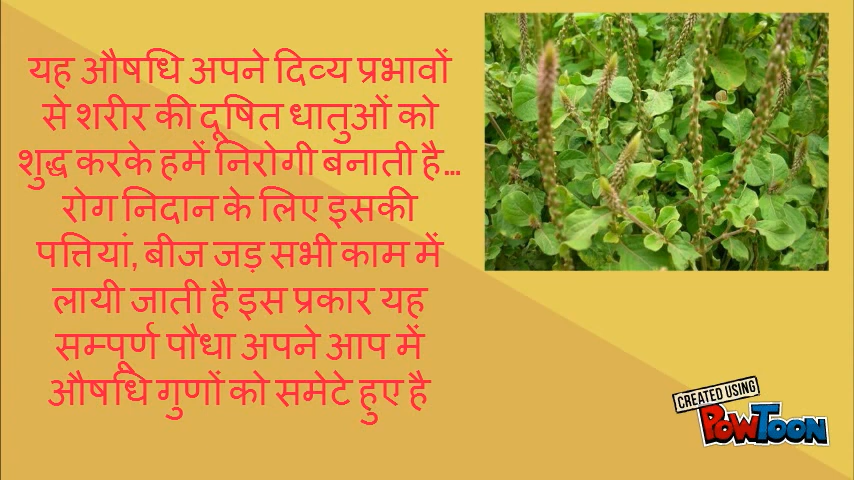 यह औषधि अपने दिव्य प्रभावों
से शरीर की दूषित धातुओं को
शुद्ध करके हमें निरोगी बनाती है...
रोग निदान के लिए इसकी
पत्तियां, बीज जड़ सभी काम में
लायी जाती है इस प्रकार यह
सम्पूर्ण पौधा अपने आप में
औषधि गुणों को समेटे हुए है
CREATED USING
POWTOON